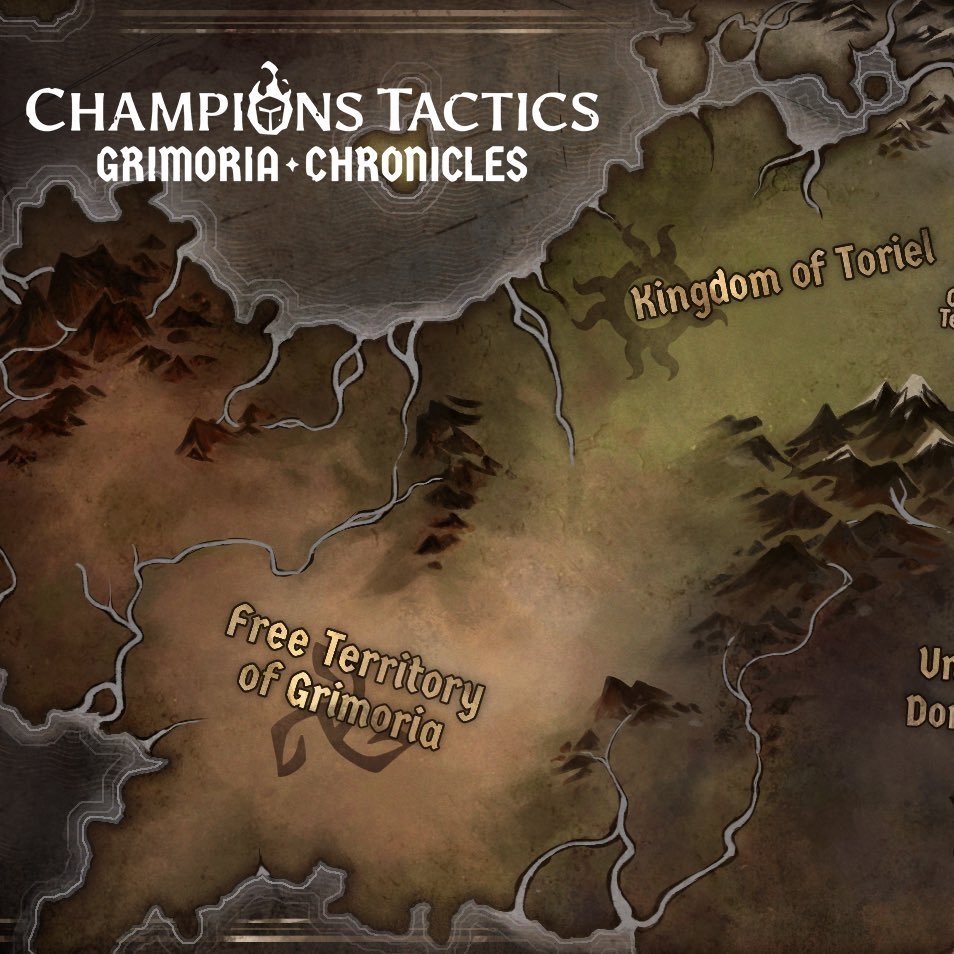 CHAMPIONS TACTICS
GRIMORIA CHRONICLES
Kingdom of Toriel
Free Territory
of Grimoria